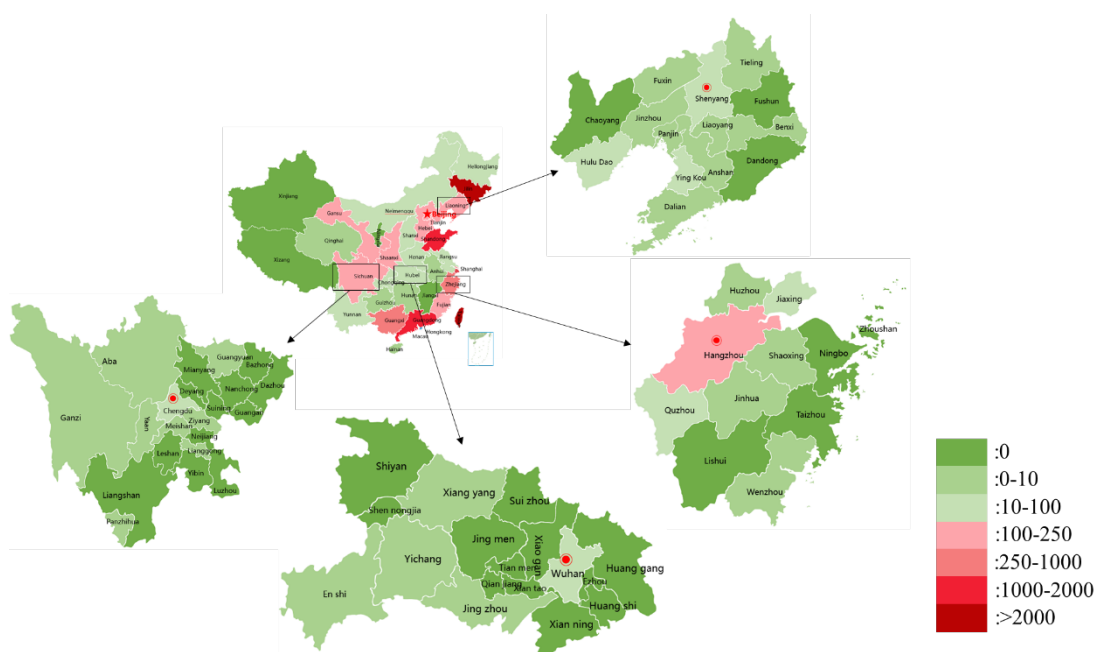 Tieling
Fuxin
Shenyang
Fushun
Chaoyang
Jinzhou
Liaoyang
Panjin
Benxi
Hulu Dao
Dandong
Ying Kou
Anshan
Dalian
Heilongjiang
Xinjiang
Gansu
Neimenggu
Liaoning
Beijing
Tianjin
Hebei
Qinghai
Shanxi
Shandong
Shaanxi
Henan
Jiangsu
Xizang
Anhui
Shanghai
Sichuan
Hubei
Chongqing
Zhejiang
Hunan
Jiangxi
Guizhou
Fujian
Yunnan
Guangxi
Guangdong
Hongkong
Macao
Hainan
Huzhou
Jiaxing
Zhoushan
Hangzhou
Shaoxing
Ningbo
Quzhou
Jinhua
Taizhou
Lishui
Wenzhou
Aba
Guangyuan
Mianyang
Bazhong
Deyang
Nanchong
Dazhou
Ganzi
Suining
Guangan
Chengdu
Yaan
Meishan
Ziyang
Neijiang
Leshan
Liangshan
Yibin
Luzhou
Panzhihua
Shiyan
Xiang yang
Shen nongjia
Sui zhou
Jing men
Xiao gan
Yichang
Tian men
Wuhan
Huang gang
Qian jiang
Xian tao
Ezhou
En shi
Jing zhou
Huang shi
Xian ning
:0
:0-10
:10-100
:100-250
:250-1000
:1000-2000
:>2000